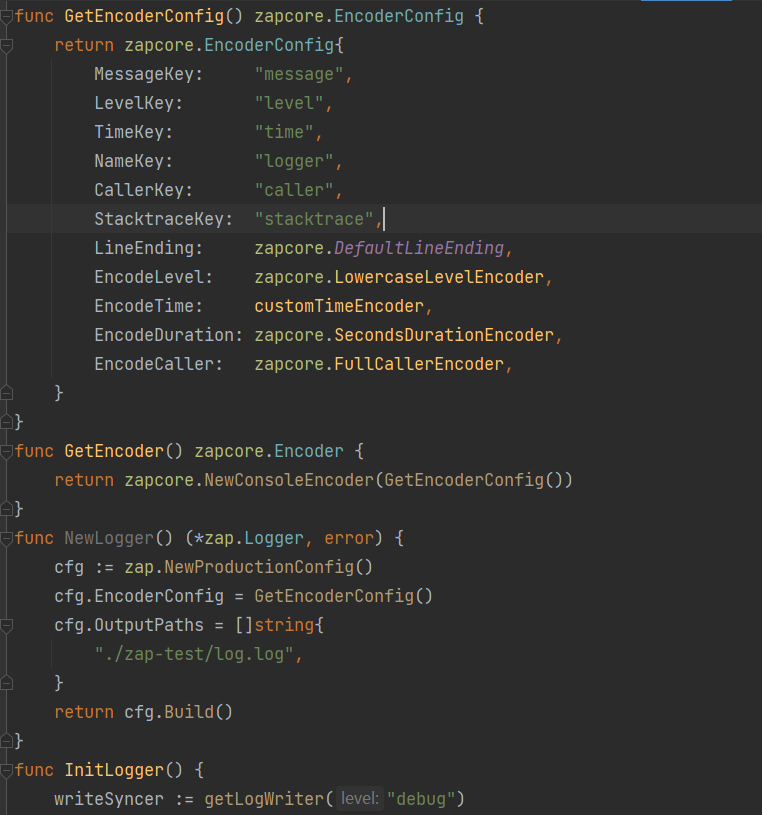 func GetEncoderConfig() zapcore.EncoderConfig {
    return zapcore.EncoderConfig{
        MessageKey:     "message",
        LevelKey:       "level",
        TimeKey:        "time",
        NameKey:        "logger",
        CallerKey:      "caller",
        StacktraceKey:  "stacktrace",
        LineEnding:     zapcore.DefaultLineEnding,
        EncodeLevel:    zapcore.LowercaseLevelEncoder,
        EncodeTime:     customTimeEncoder,
        EncodeDuration: zapcore.SecondsDurationEncoder,
        EncodeCaller:   zapcore.FullCallerEncoder,
    }
}
func GetEncoder() zapcore.Encoder {
    return zapcore.NewConsoleEncoder(GetEncoderConfig())
}
func NewLogger() (*zap.Logger, error) {
    cfg := zap.NewProductionConfig()
    cfg.EncoderConfig = GetEncoderConfig()
    cfg.OutputPaths = []string{
        "./zap-test/log.log",
    }
    return cfg.Build()
}
func InitLogger() {
    writeSyncer := getLogWriter( level: "debug")